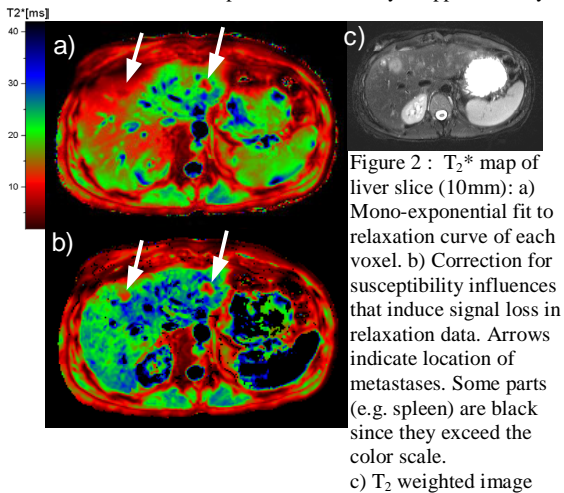 T2*[ms]
40
30
20
10
a)
b)
c)
Figure 2 : T2* map of
liver slice (10mm): a)
Mono-exponential fit to
relaxation curve of each
voxel. b) Correction for
susceptibility influences
that induce signal loss in
relaxation data. Arrows
indicate location of
metastases. Some parts
(e.g. spleen) are black
since they exceed the
color scale.
c) T2 weighted image